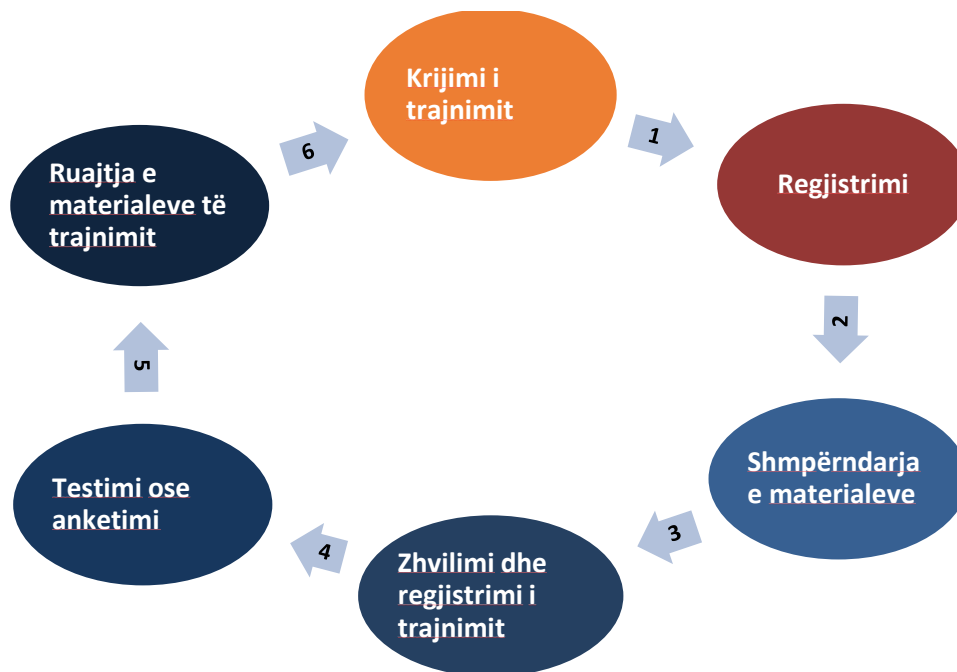 Krijimi i
trajnimit
1
Regjistrimi
2
Shmpërndarja
e materialeve
3
Zhvilimi dhe
regjistrimi i
trajnimit
4
Testimi ose
anketimi
5
Ruajtja e
materialeve të
trajnimit
6